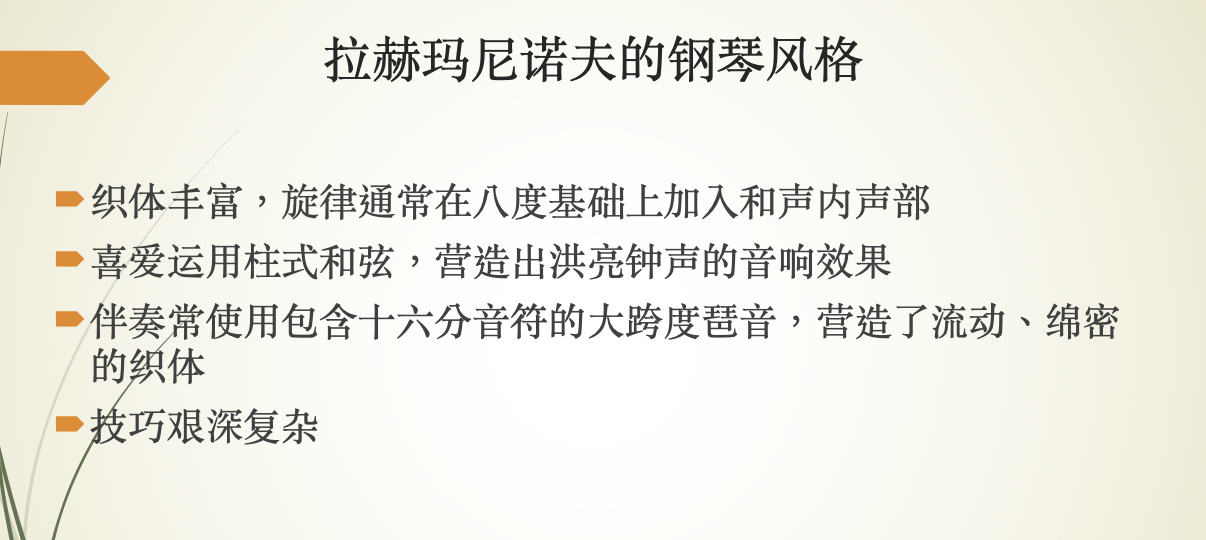 拉赫玛尼诺夫的钢琴风格
织体丰富，旋律通常在八度基础上加入和声内声部
喜爱运用柱式和弦，营造出洪亮钟声的音响效果
伴奏常使用包含十六分音符的大跨度琶音，营造了流动、绵密
的织体
技巧艰深复杂